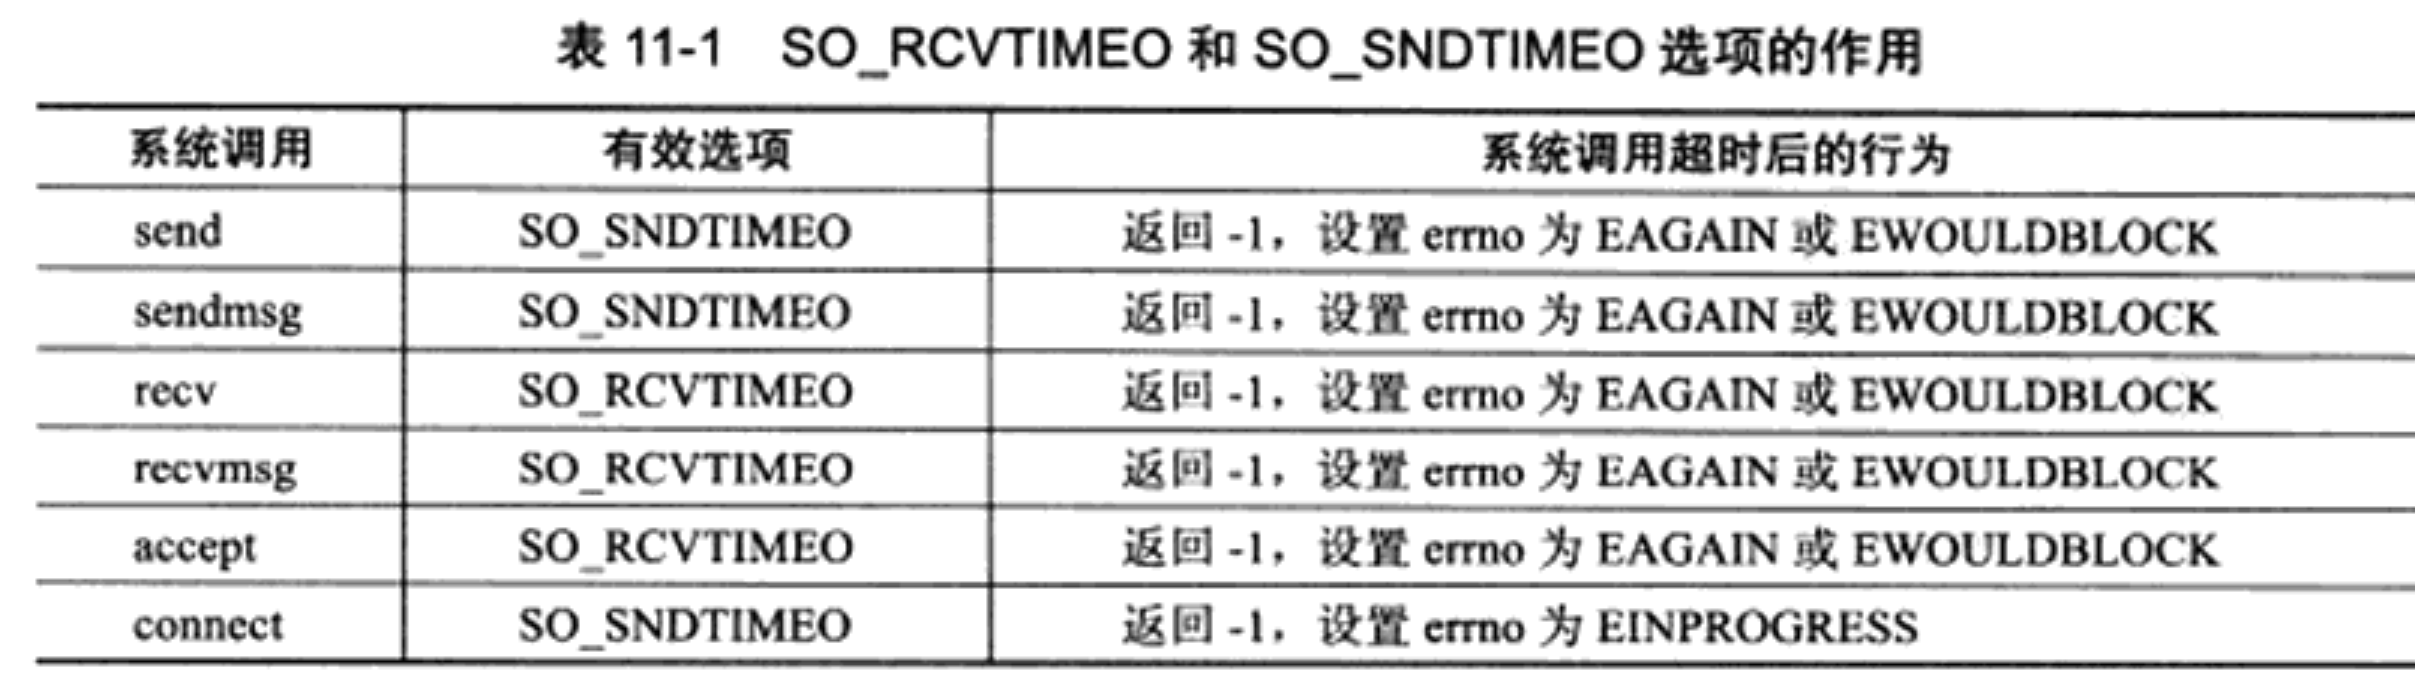 表 11-1 SO_RCVTIMEO 和 SO_SNDTIMEO 选项的作用
系统调用 有效选项 系统调用超时后的行为
send SO_SNDTIMEO 返回 -1，设置 errno 为 EAGAIN 或 EWOULDBLOCK
sendmsg SO_SNDTIMEO 返回 -1，设置 errno 为 EAGAIN 或 EWOULDBLOCK
recv SO_RCVTIMEO 返回 -1，设置 errno 为 EAGAIN 或 EWOULDBLOCK
recvmsg SO_RCVTIMEO 返回 -1，设置 errno 为 EAGAIN 或 EWOULDBLOCK
accept SO_RCVTIMEO 返回 -1，设置 errno 为 EAGAIN 或 EWOULDBLOCK
connect SO_SNDTIMEO 返回 -1，设置 errno 为 EINPROGRESS